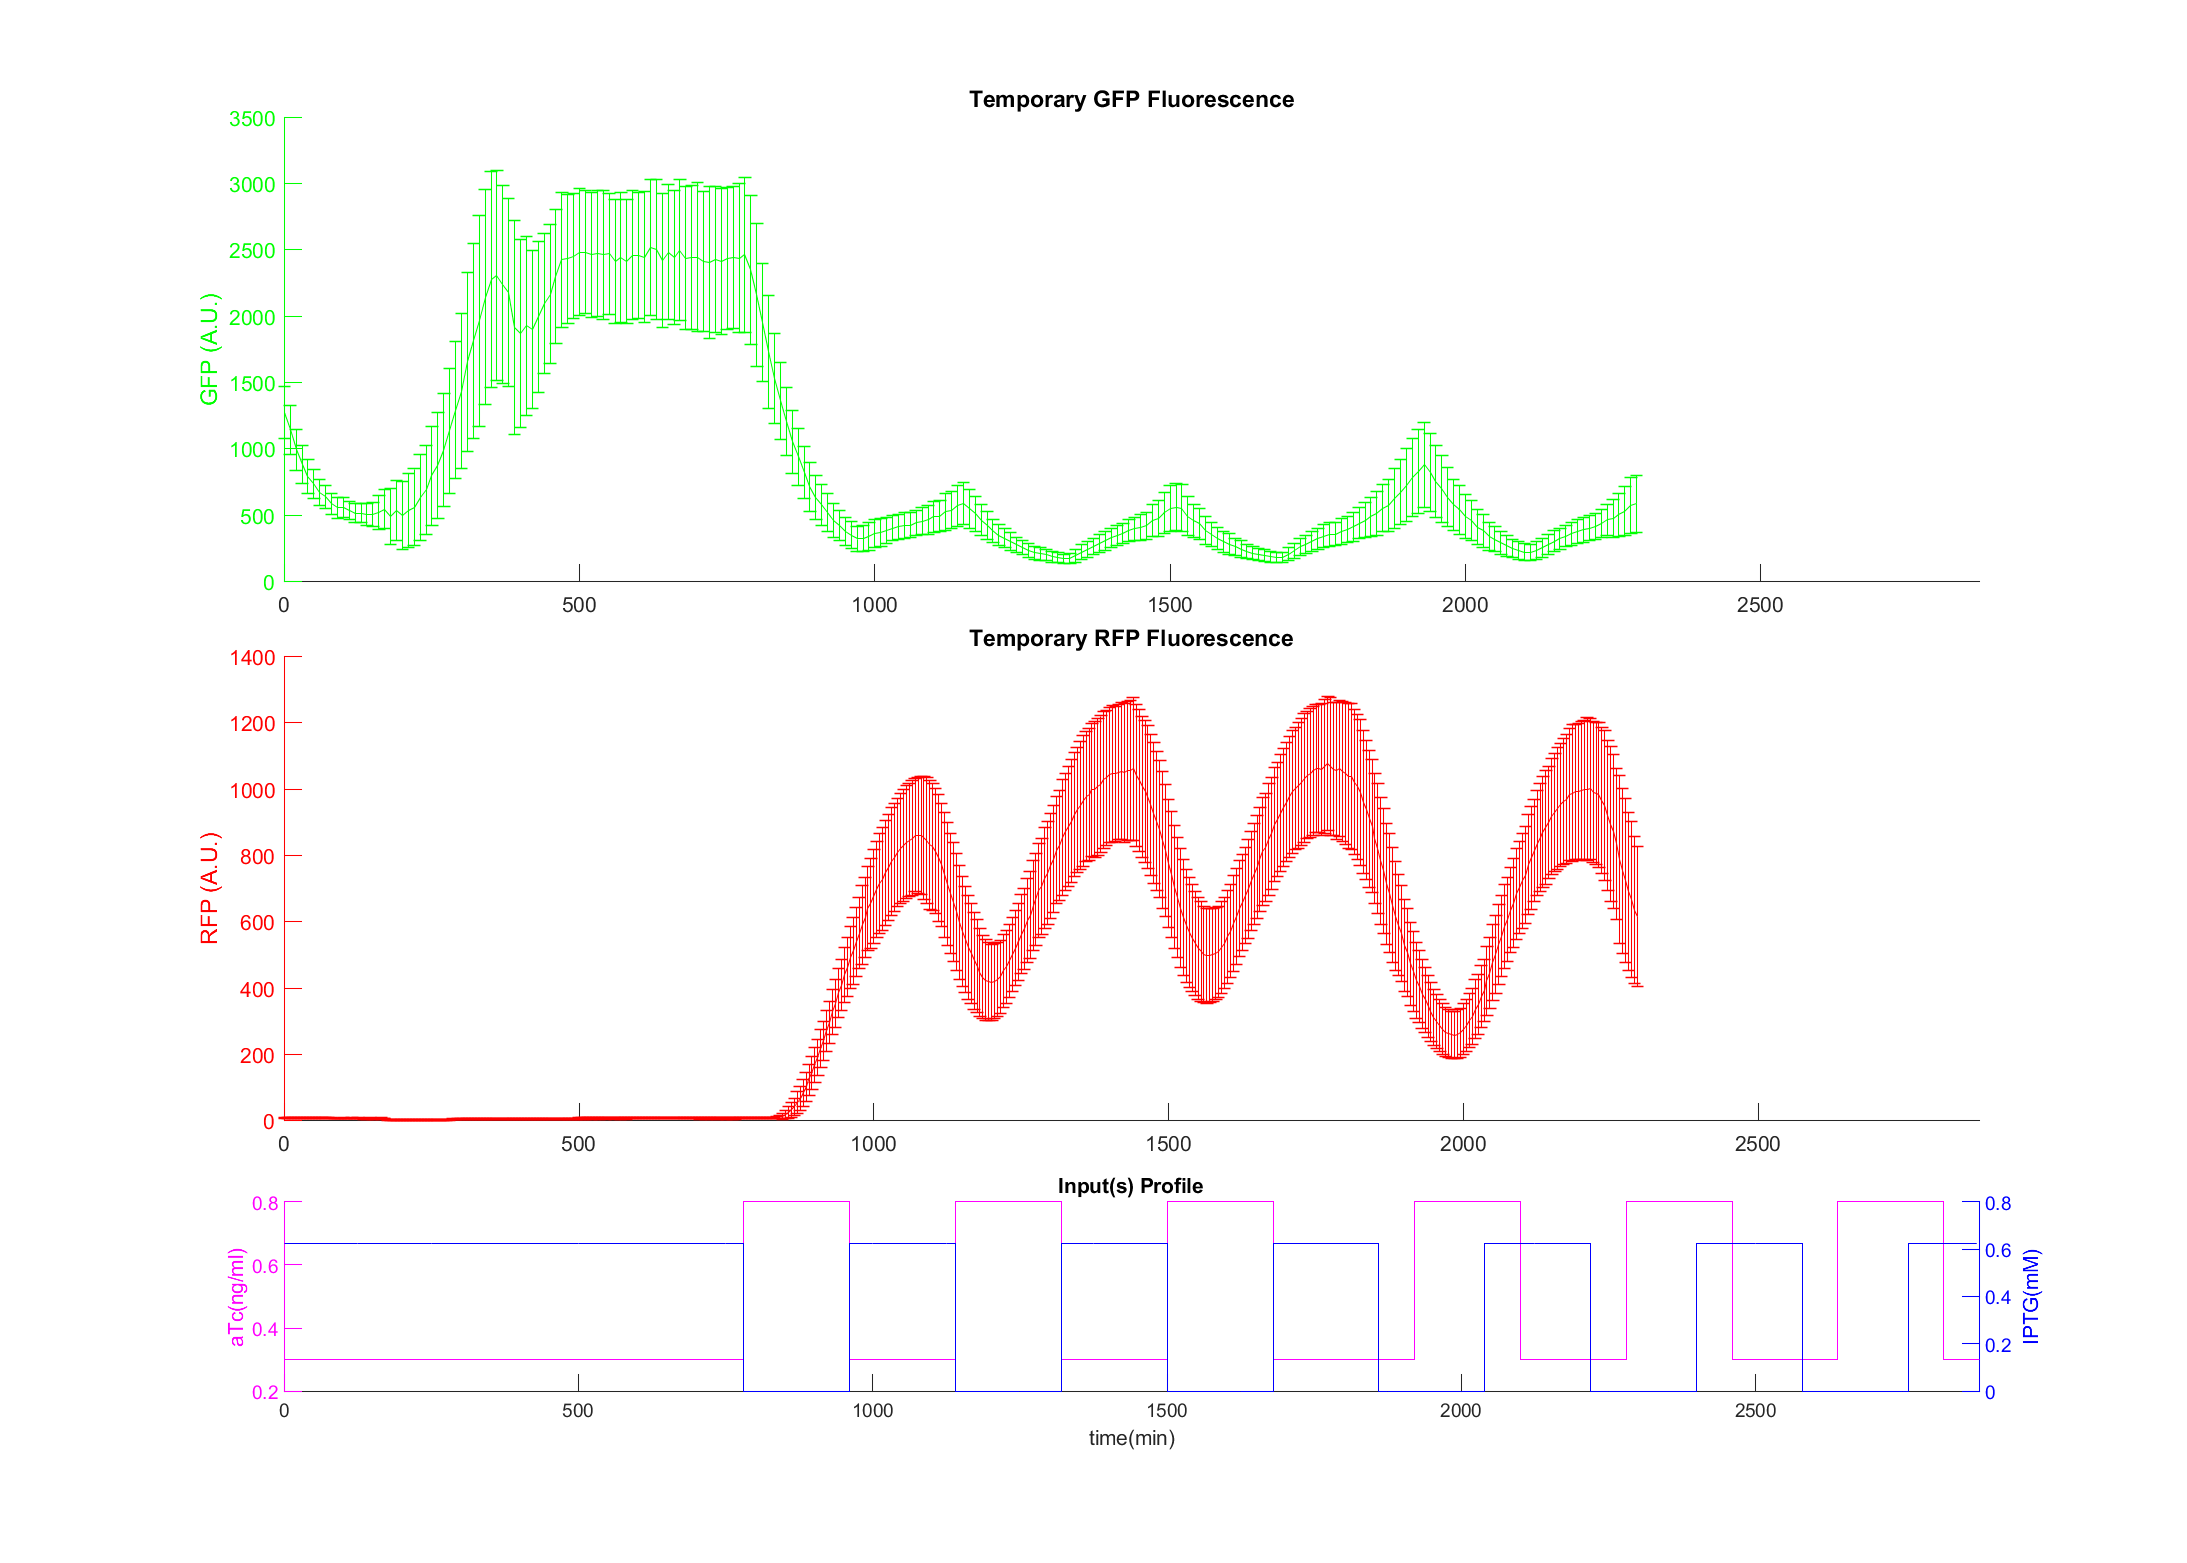 Temporary GFP Fluorescence
3500
3000
2500
2000
1500
1000
500
0
GFP (A.U.)
0 500 1000 1500 2000 2500
Temporary RFP Fluorescence
1400
1200
1000
800
600
400
200
0
RFP (A.U.)
0 500 1000 1500 2000 2500
Input(s) Profile
0.8
0.6
0.4
0.2
aTc(ng/ml)
0.8
0.6
0.4
0.2
0
IPTG(mM)
0 500 1000 1500 2000 2500
time(min)